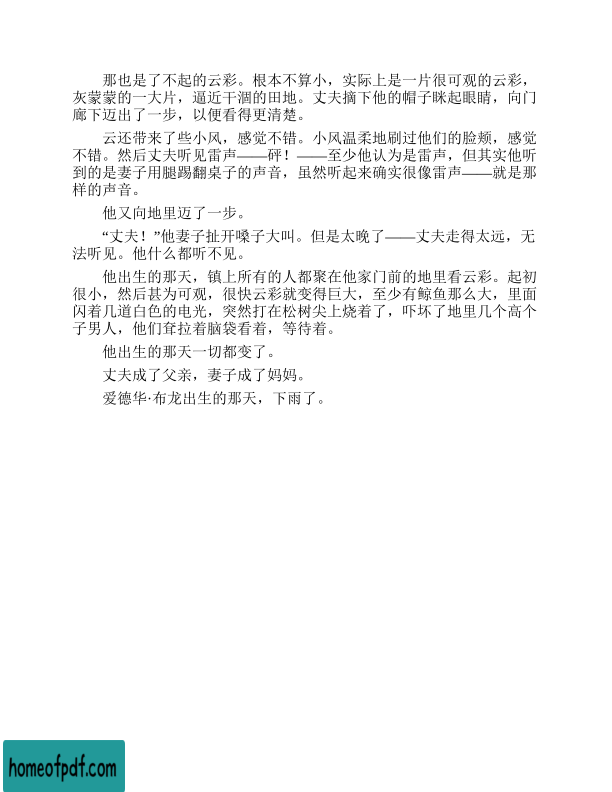 那也是了不起的云彩。根本不算小，实际上是一片很可观的云彩，
灰蒙蒙的一大片，逼近干涸的田地。丈夫摘下他的帽子眯起眼睛，向门
廊下迈出了一步，以便看得更清楚。
云还带来了些小风，感觉不错。小风温柔地刷过他们的脸颊，感觉
不错。然后丈夫听见雷声——砰！——至少他认为是雷声，但其实他听
到的是妻子用腿踢翻桌子的声音，虽然听起来确实很像雷声——就是那
样的声音。
他又向地里迈了一步。
“丈夫！”他妻子扯开嗓子大叫。但是太晚了——丈夫走得太远，无
法听见。他什么都听不见。
他出生的那天，镇上所有的人都聚在他家门前的地里看云彩。起初
很小，然后甚为可观，很快云彩就变得巨大，至少有鲸鱼那么大，里面
闪着几道白色的电光，突然打在松树尖上烧着了，吓坏了地里几个高个
子男人，他们耷拉着脑袋看着，等待着。
他出生的那天一切都变了。
丈夫成了父亲，妻子成了妈妈。
爱德华·布龙出生的那天，下雨了。
homeofpdf.com